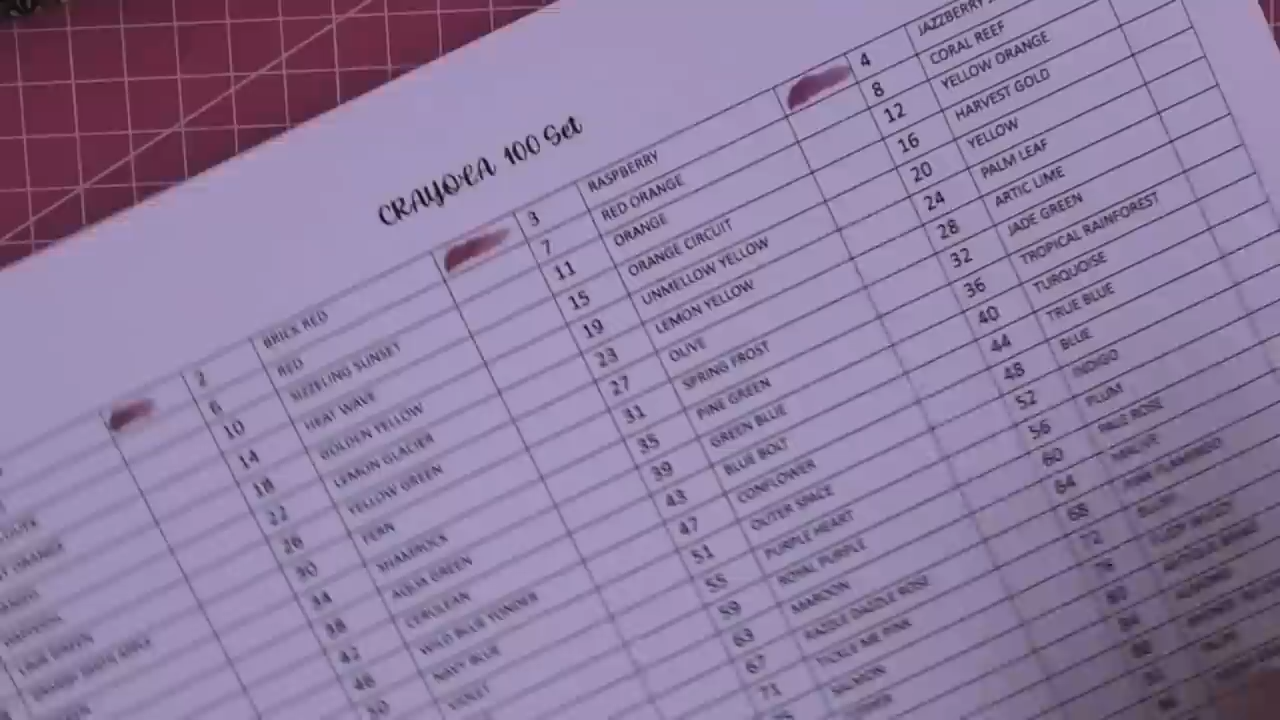 CRAYOLA 100 Set
2 BRICK RED 3 RASPBERRY 4 JAZZBERRY
6 RED 7 RED ORANGE 8 CORAL REEF
10 SIZZELING SUNSET 11 ORANGE 12 YELLOW ORANGE
14 HEAT WAVE 15 ORANGE CIRCUIT 16 HARVEST GOLD
18 GOLDEN YELLOW 19 UNMELLOW YELLOW 20 YELLOW
22 LEMON GLACIER 23 LEMON YELLOW 24 PALM LEAF
26 YELLOW GREEN 27 OLIVE 28 ARTIC LIME
30 FERN 31 SPRING FROST 32 JADE GREEN
34 SHAMROCK 35 PINE GREEN 36 TROPICAL RAINFOREST
38 AQUA GREEN 39 GREEN BLUE 40 TURQUOISE
42 CERULEAN 43 BLUE BOLT 44 TRUE BLUE
46 WILD BLUE YONDER 47 CONFLOWER 48 BLUE
50 NAVY BLUE 51 OUTER SPACE 52 INDIGO
VIOLET 55 PURPLE HEART 56 PLUM
59 ROYAL PURPLE 60 PALE ROSE
63 MAROON 64 MAUVE
67 RAZZLE DAZZLE ROSE 68 PINK FLAMINGO
71 TICKLE ME PINK 72
SALMON